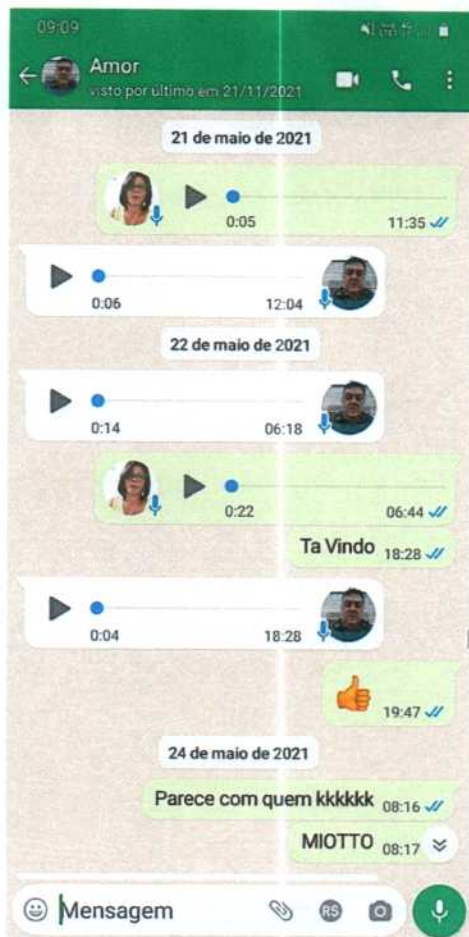 09:09
Amor
visto por último em 21/11/2021
21 de maio de 2021
0:05 11:35
0:06 12:04
22 de maio de 2021
0:14 06:18
0:22 06:44
Ta Vindo 18:28
0:04 18:28
19:47
24 de maio de 2021
Parece com quem kkkkkk 08:16
MIOTTO 08:17
Mensagem R$